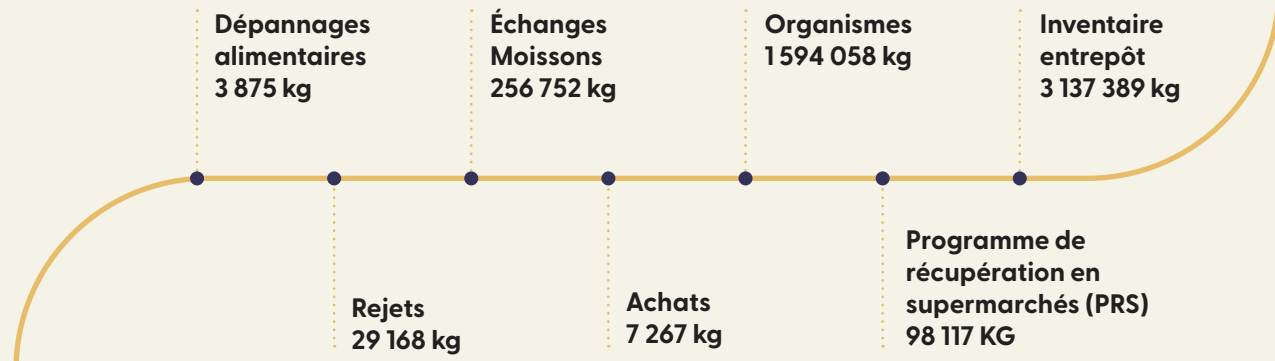 Dépannages
alimentaires
3 875 kg
Échanges
Moissons
256 752 kg
Organismes
1 594 058 kg
Inventaire
entrepôt
3 137 389 kg
Rejets
29 168 kg
Achats
7 267 kg
Programme de
récupération en
supermarchés (PRS)
98 117 KG